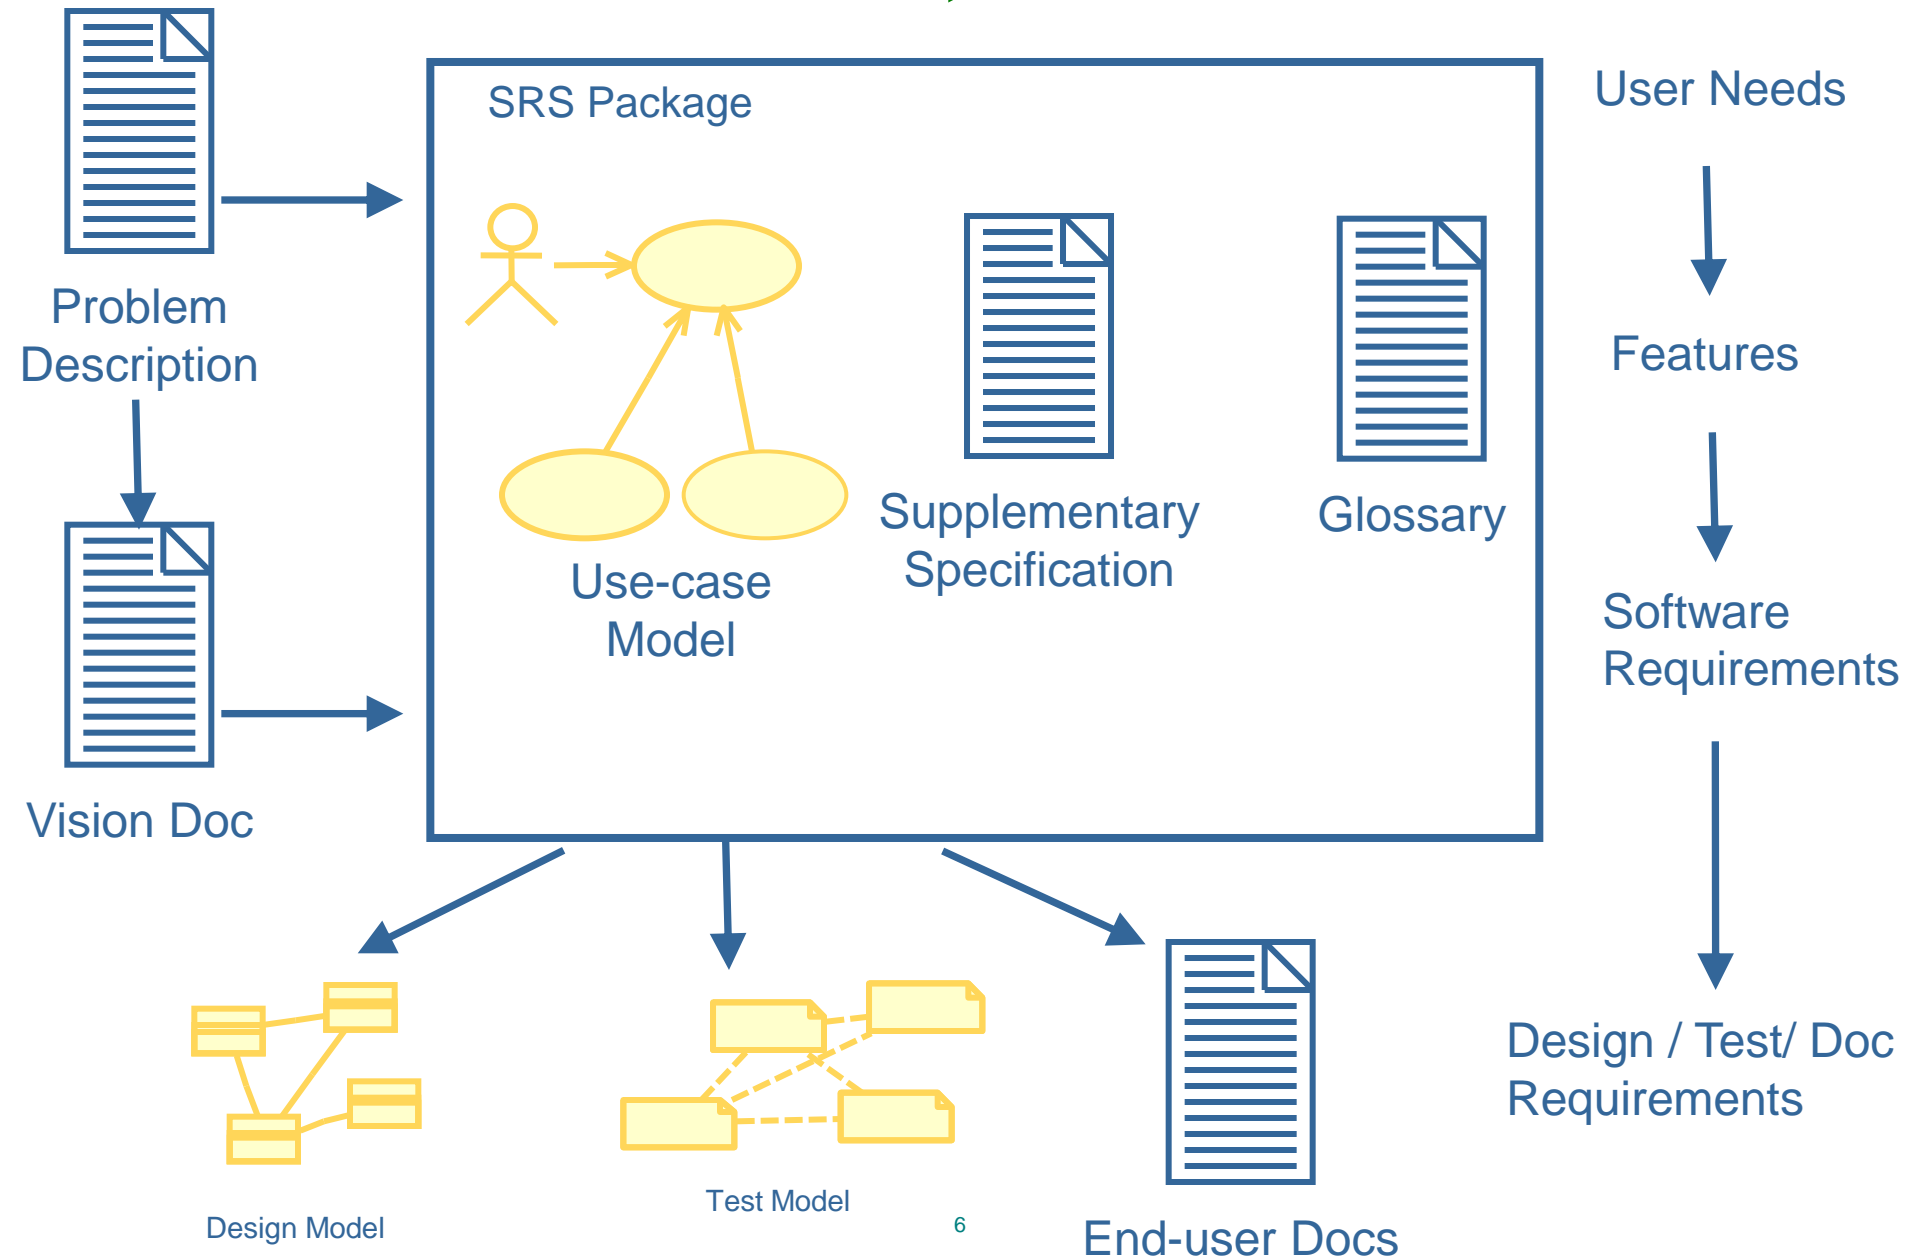 SRS Package
User Needs
Problem
Description
Features
Supplementary
Specification
Glossary
Use-case
Model
Software
Requirements
Vision Doc
Design / Test/ Doc
Requirements
Design Model
Test Model
6
End-user Docs